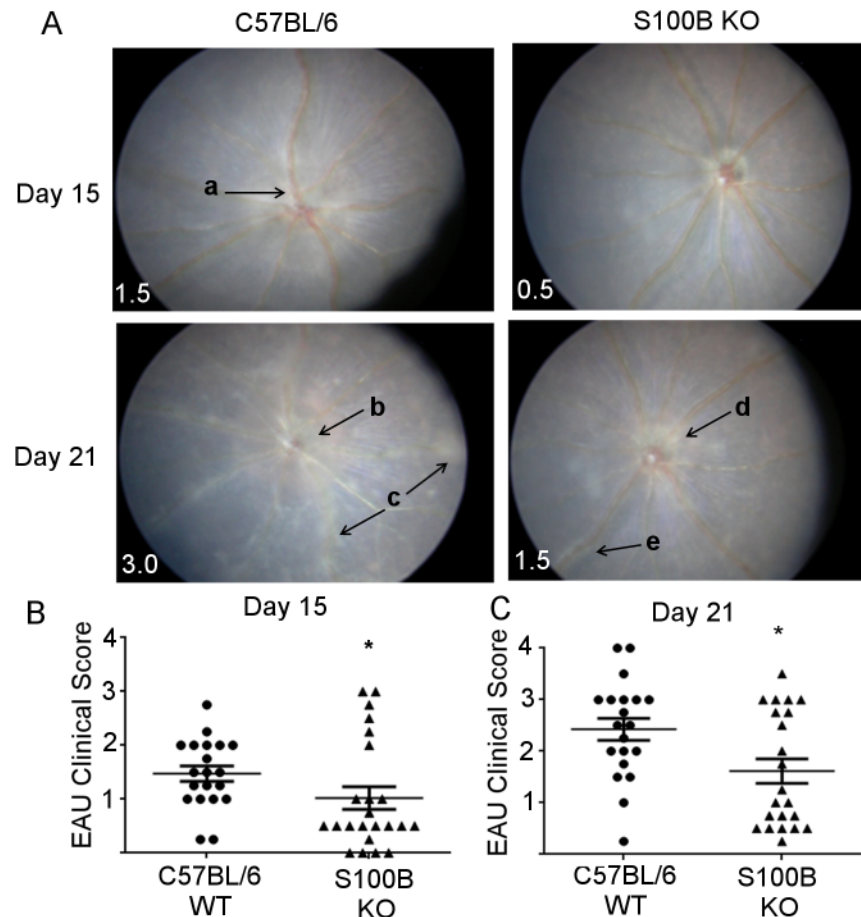 A
C57BL/6 S100B KO
Day 15
a
1.5
0.5
Day 21
b
c
3.0
d
e
1.5
B Day 15
EAU Clinical Score
4
3
2
1
*
C57BL/6 S100B
WT KO
C Day 21
EAU Clinical Score
4
3
2
1
*
C57BL/6 S100B
WT KO